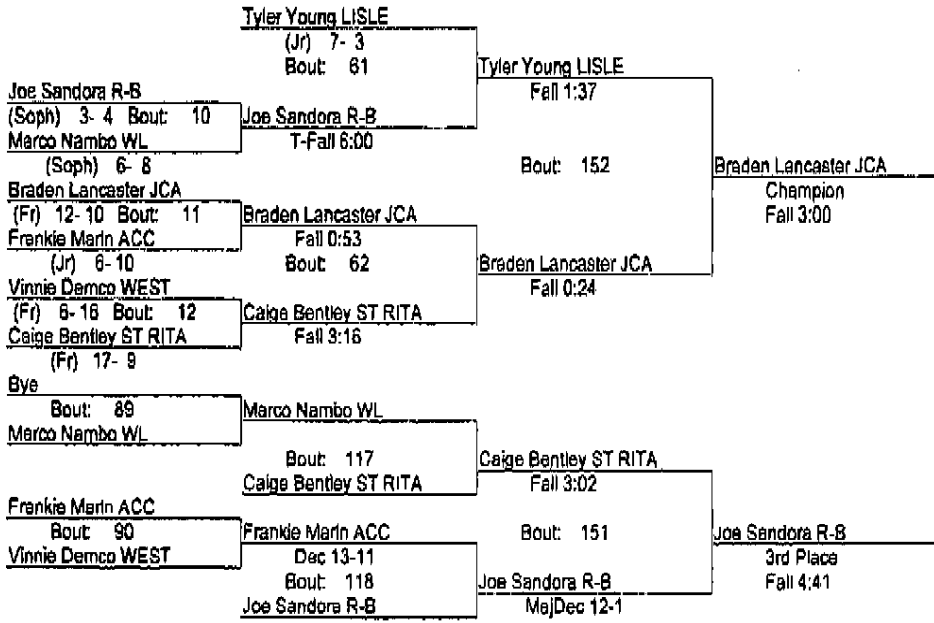 Tyler Young LISLE
(Jr) 7- 3
Bout: 61
Tyler Young LISLE
Fall 1:37
Joe Sandora R-B
(Soph) 3- 4 Bout: 10
Joe Sandora R-B
Marco Nambo WL
T-Fall 6:00
(Soph) 6- 8
Bout: 152
Braden Lancaster JCA
Braden Lancaster JCA
Champion
(Fr) 12- 10 Bout: 11
Braden Lancaster JCA
Fall 3:00
Frankie Marin ACC
Fall 0:53
(Jr) 6- 10
Bout: 62
Braden Lancaster JCA
Vinnie Demco WEST
Fall 0:24
(Fr) 6- 16 Bout: 12
Caige Bentley ST RITA
Caige Bentley ST RITA
Fall 3:16
(Fr) 17- 9
Bye
Bout: 89
Marco Nambo WL
Marco Nambo WL
Bout: 117
Caige Bentley ST RITA
Caige Bentley ST RITA
Fall 3:02
Frankie Marin ACC
Bout: 90
Frankie Marin ACC
Bout: 151
Joe Sandora R-B
Vinnie Demco WEST
Dec 13-11
3rd Place
Bout: 118
Joe Sandora R-B
Fall 4:41
Joe Sandora R-B
MajDec 12-1